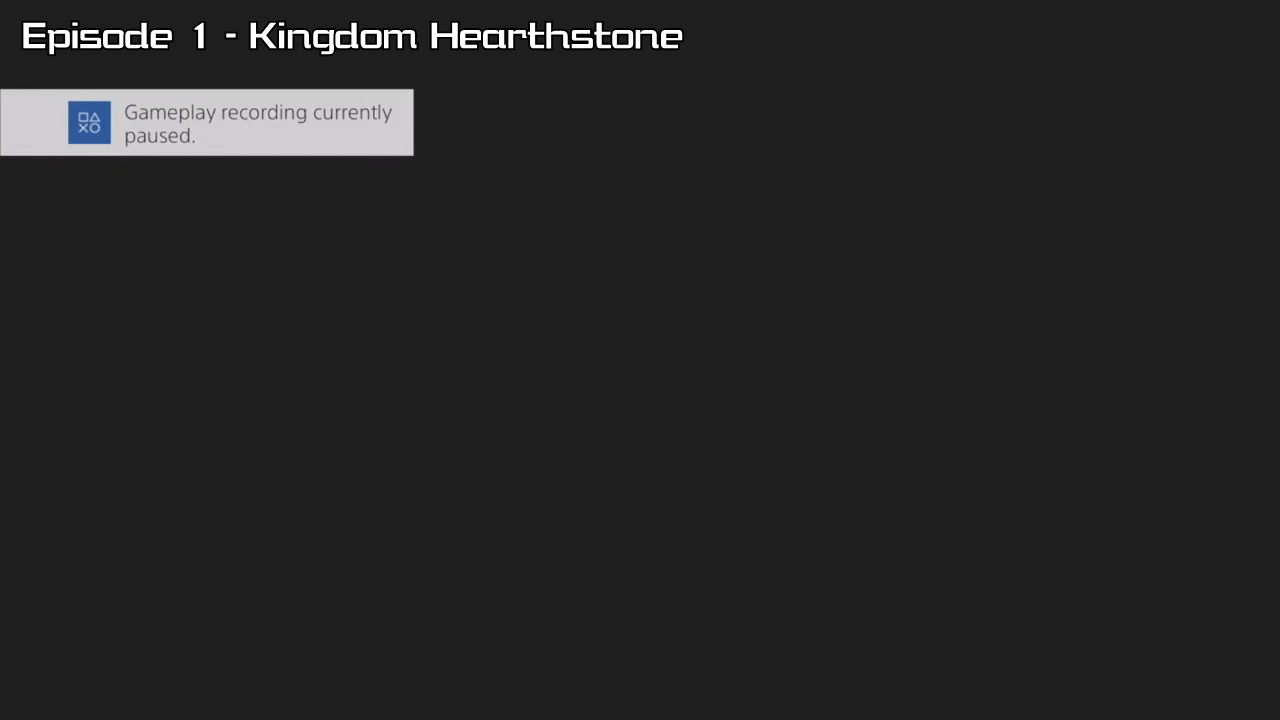 Episode 1 - Kingdom Hearthstone
Gameplay recording currently
paused.